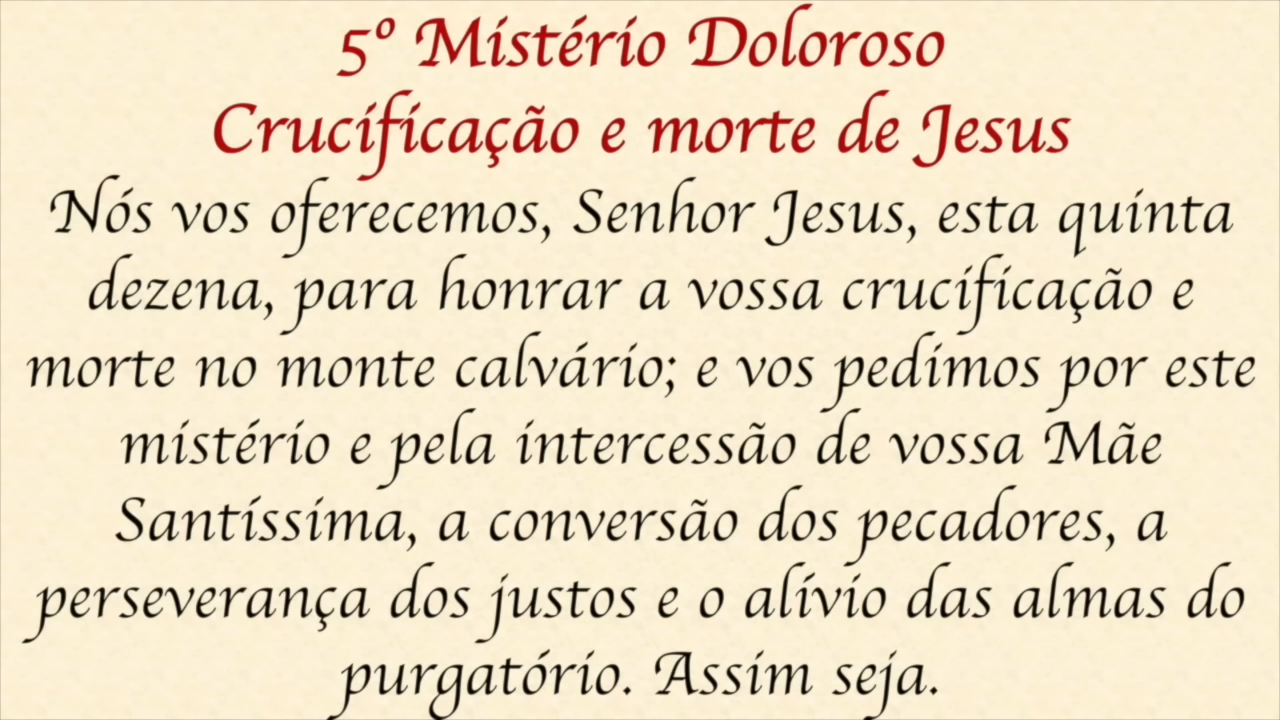 5º Mistério Doloroso
Crucificação e morte de Jesus
Nós vos oferecemos, Senhor Jesus, esta quinta
dezena, para honrar a vossa crucificação e
morte no monte calvário; e vos pedimos por este
mistério e pela intercessão de vossa Mãe
Santíssima, a conversão dos pecadores, a
perseverança dos justos e o alívio das almas do
purgatório. Assim seja.